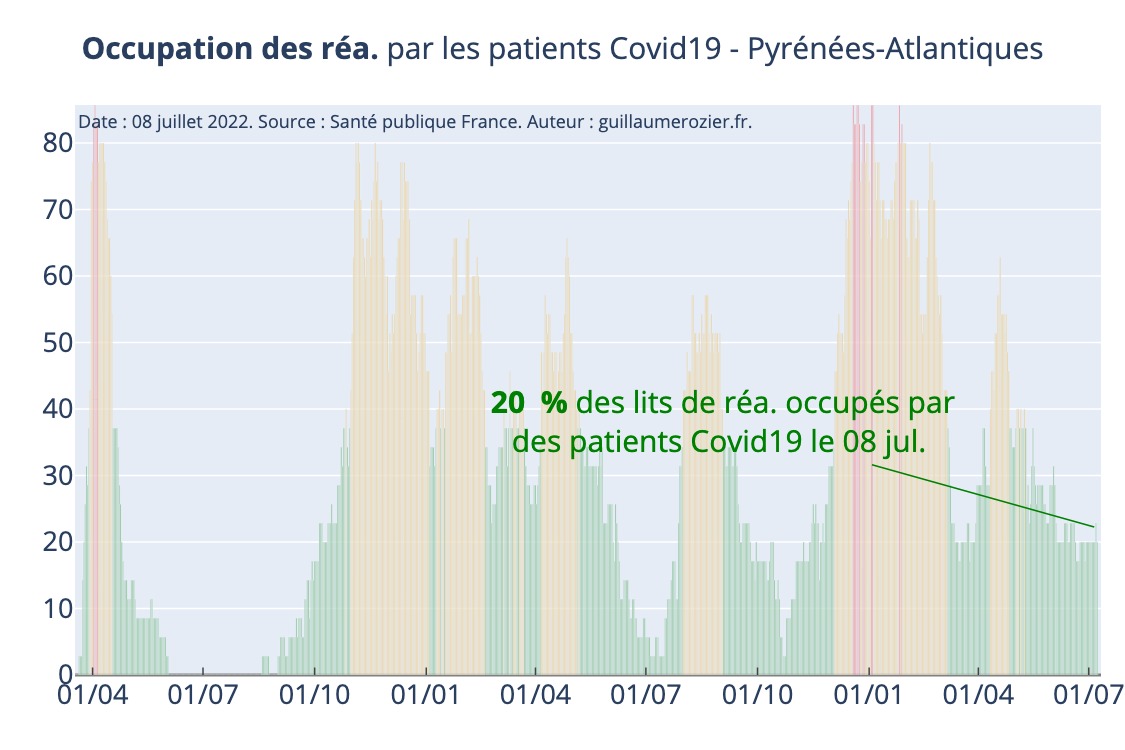 Occupation des réa. par les patients Covid19 - Pyrénées-Atlantiques
Date : 08 juillet 2022. Source : Santé publique France. Auteur : guillaumerozier.fr.
80
70
60
50
40
30
20
10
0
20 % des lits de réa. occupés par
des patients Covid19 le 08 jul.
01/04 01/07 01/10 01/01 01/04 01/07 01/10 01/01 01/04 01/07